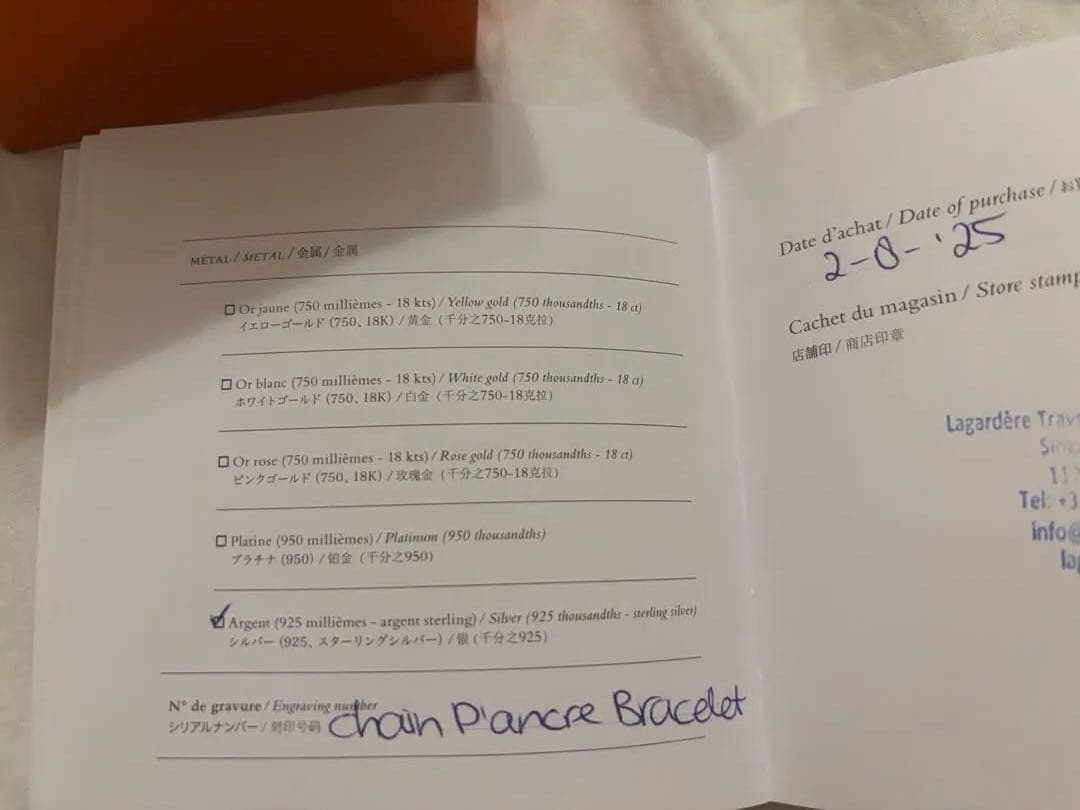 MÉTAL / METAL / 金属 / 金属
Or jaune (750 millièmes - 18 kts) / Yellow gold (750 thousandths - 18 ct)
イエローゴールド (750、18K) / 黄金 (千分之750-18克拉)
Or blanc (750 millièmes - 18 kts) / White gold (750 thousandths - 18 ct)
ホワイトゴールド (750、18K) / 白金 (千分之750-18克拉)
Or rose (750 millièmes - 18 kts) / Rose gold (750 thousandths - 18 ct)
ピンクゴールド (750、18K) / 玫瑰金 (千分之750-18克拉)
Platine (950 millièmes) / Platinum (950 thousandths)
プラチナ (950) / 铂金 (千分之950)
Argent (925 millièmes - argent sterling) / Silver (925 thousandths - sterling silver)
シルバー (925、スターリングシルバー) / 银 (千分之925)
N° de gravure / Engraving number
シリアルナンバー / 刻印号码 chain D'ancre Bracelet
Date d'achat / Date of purchase /
2-8-'25
Cachet du magasin / Store stamp
店舗印 / 商店印章
Lagardère Trav
11
Tel: +3
info@